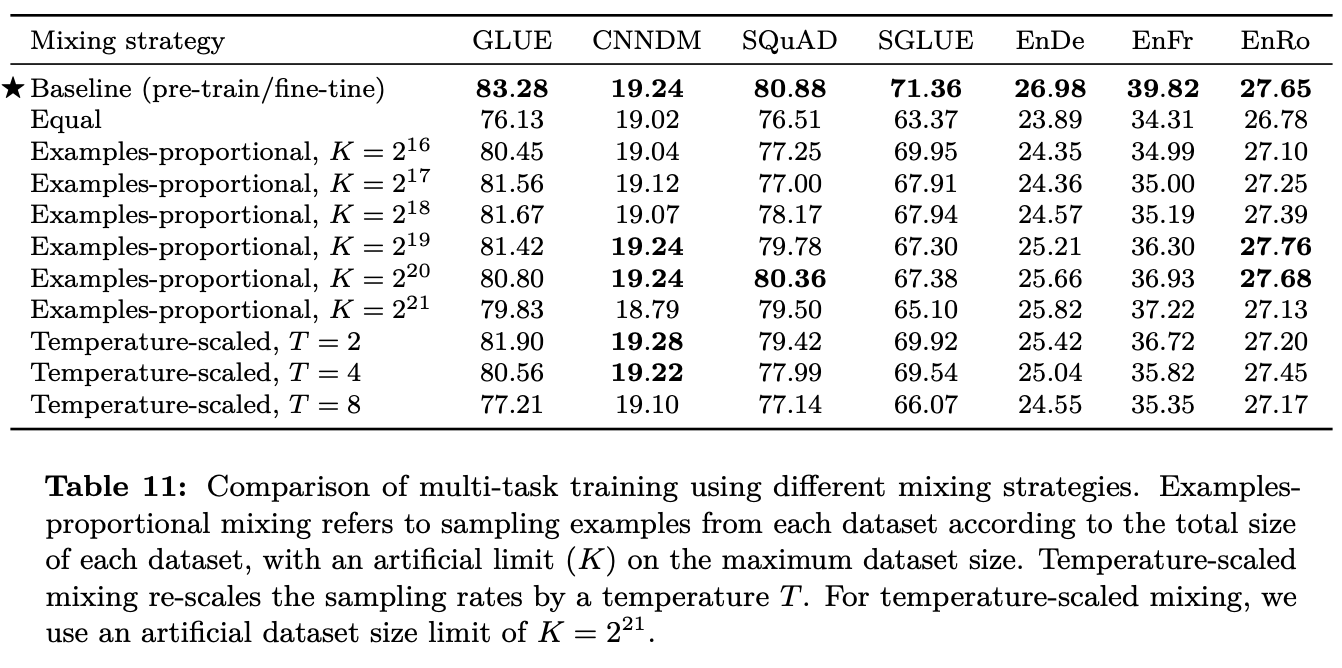 Mixing strategy GLUE CNNDM SQuAD SGLUE EnDe EnFr EnRo
★ Baseline (pre-train/fine-tine) 83.28 19.24 80.88 71.36 26.98 39.82 27.65
Equal 76.13 19.02 76.51 63.37 23.89 34.31 26.78
Examples-proportional, K = 2^16 80.45 19.04 77.25 69.95 24.35 34.99 27.10
Examples-proportional, K = 2^17 81.56 19.12 77.00 67.91 24.36 35.00 27.25
Examples-proportional, K = 2^18 81.67 19.07 78.17 67.94 24.57 35.19 27.39
Examples-proportional, K = 2^19 81.42 19.24 79.78 67.30 25.21 36.30 27.76
Examples-proportional, K = 2^20 80.80 19.24 80.36 67.38 25.66 36.93 27.68
Examples-proportional, K = 2^21 79.83 18.79 79.50 65.10 25.82 37.22 27.13
Temperature-scaled, T = 2 81.90 19.28 79.42 69.92 25.42 36.72 27.20
Temperature-scaled, T = 4 80.56 19.22 77.99 69.54 25.04 35.82 27.45
Temperature-scaled, T = 8 77.21 19.10 77.14 66.07 24.55 35.35 27.17
Table 11: Comparison of multi-task training using different mixing strategies. Examples-
proportional mixing refers to sampling examples from each dataset according to the total size
of each dataset, with an artificial limit (K) on the maximum dataset size. Temperature-scaled
mixing re-scales the sampling rates by a temperature T. For temperature-scaled mixing, we
use an artificial dataset size limit of K = 2^21.